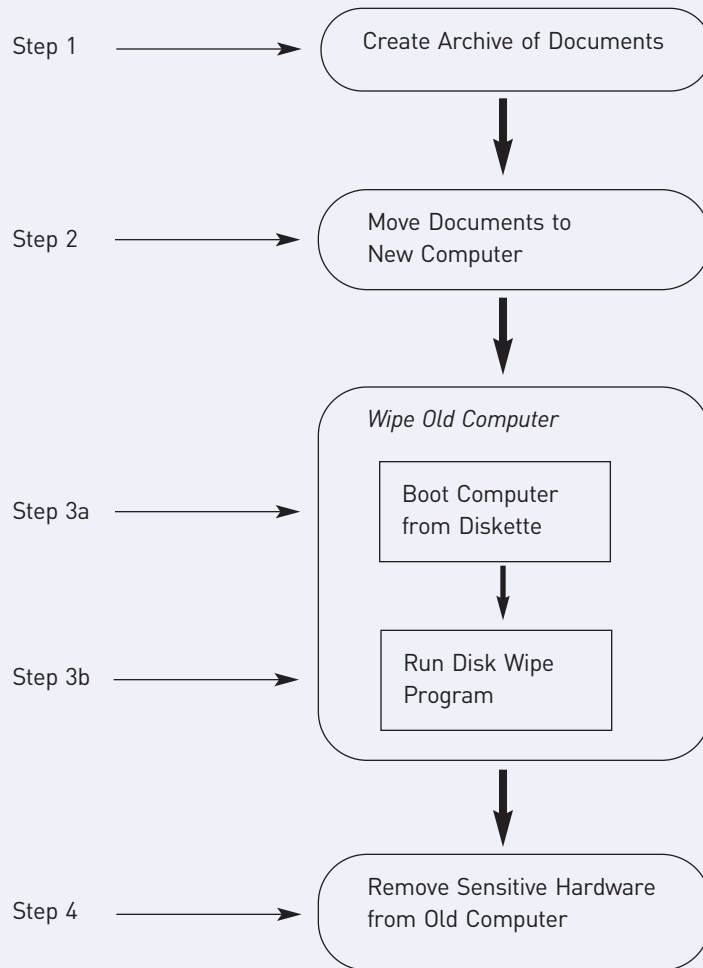 Step 1
Create Archive of Documents
Step 2
Move Documents to
New Computer
Wipe Old Computer
Step 3a
Boot Computer
from Diskette
Step 3b
Run Disk Wipe
Program
Step 4
Remove Sensitive Hardware
from Old Computer